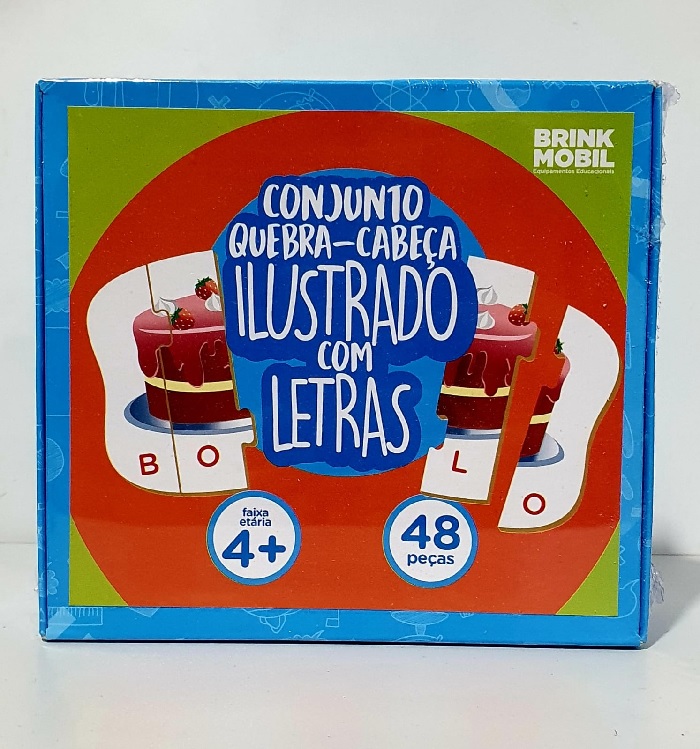 BRINK
MOBIL
Equipamentos Educacionais
CONJUNTO
QUEBRA-CABEÇA
ILUSTRADO
COM
LETRAS
B O L O
faixa
etária
4+
48
peças